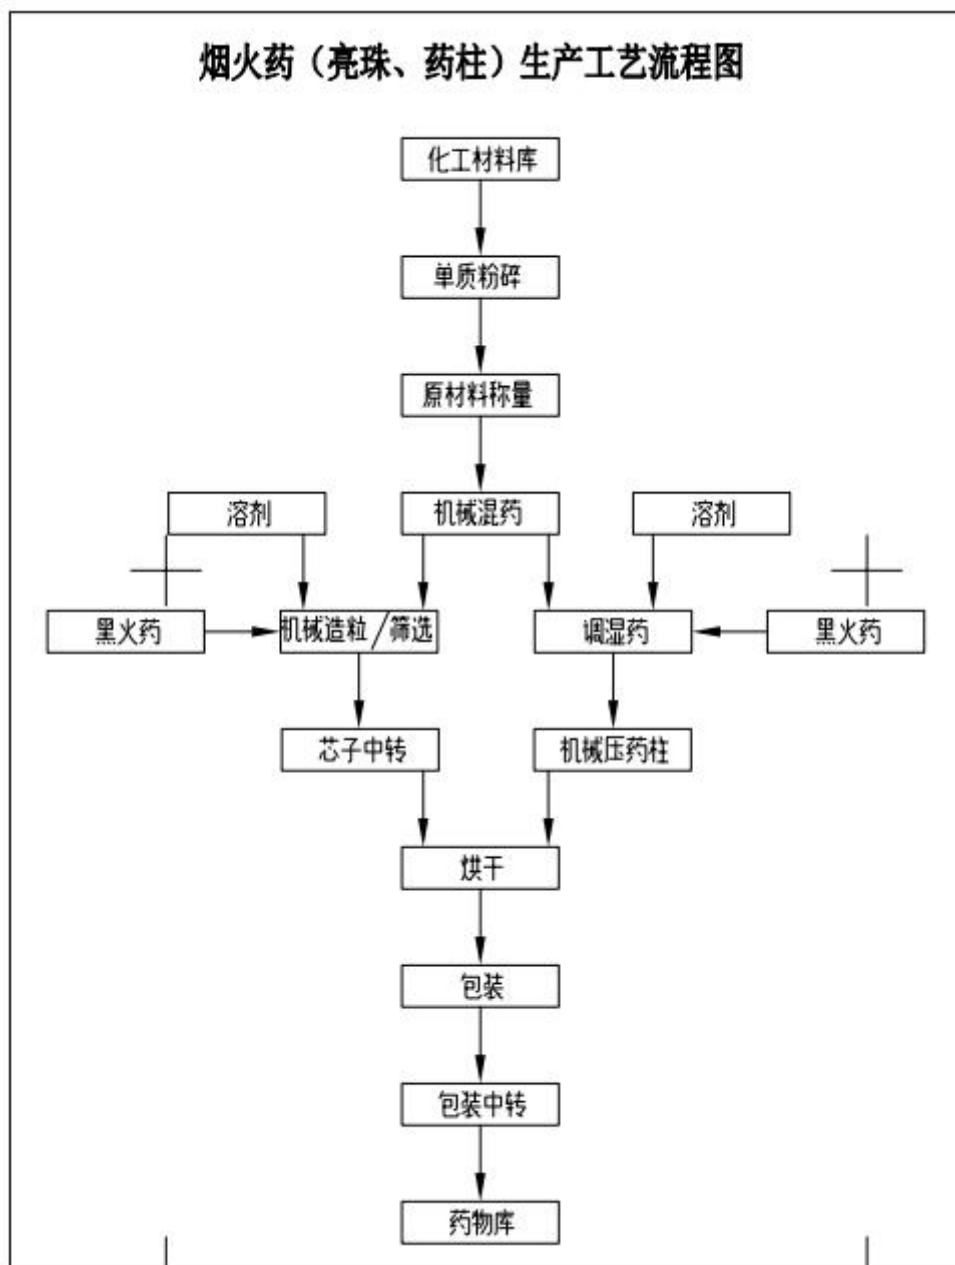 烟火药（亮珠、药柱）生产工艺流程图
化工材料库
单质粉碎
原材料称量
溶剂
机械混药
溶剂
黑火药
机械造粒/筛选
调湿药
黑火药
芯子中转
机械压药柱
烘干
包装
包装中转
药物库